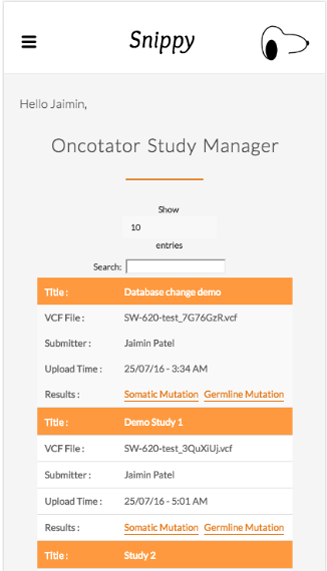 Snippy
Hello Jaimin,
Oncotator Study Manager
Show
10
entries
Search:
Title : Database change demo
VCF File : SW-620-test_7G76GzR.vcf
Submitter : Jaimin Patel
Upload Time : 25/07/16 - 3:34 AM
Results : Somatic Mutation Germline Mutation
Title : Demo Study 1
VCF File : SW-620-test_3QuXiUj.vcf
Submitter : Jaimin Patel
Upload Time : 25/07/16 - 5:01 AM
Results : Somatic Mutation Germline Mutation
Title : Study 2